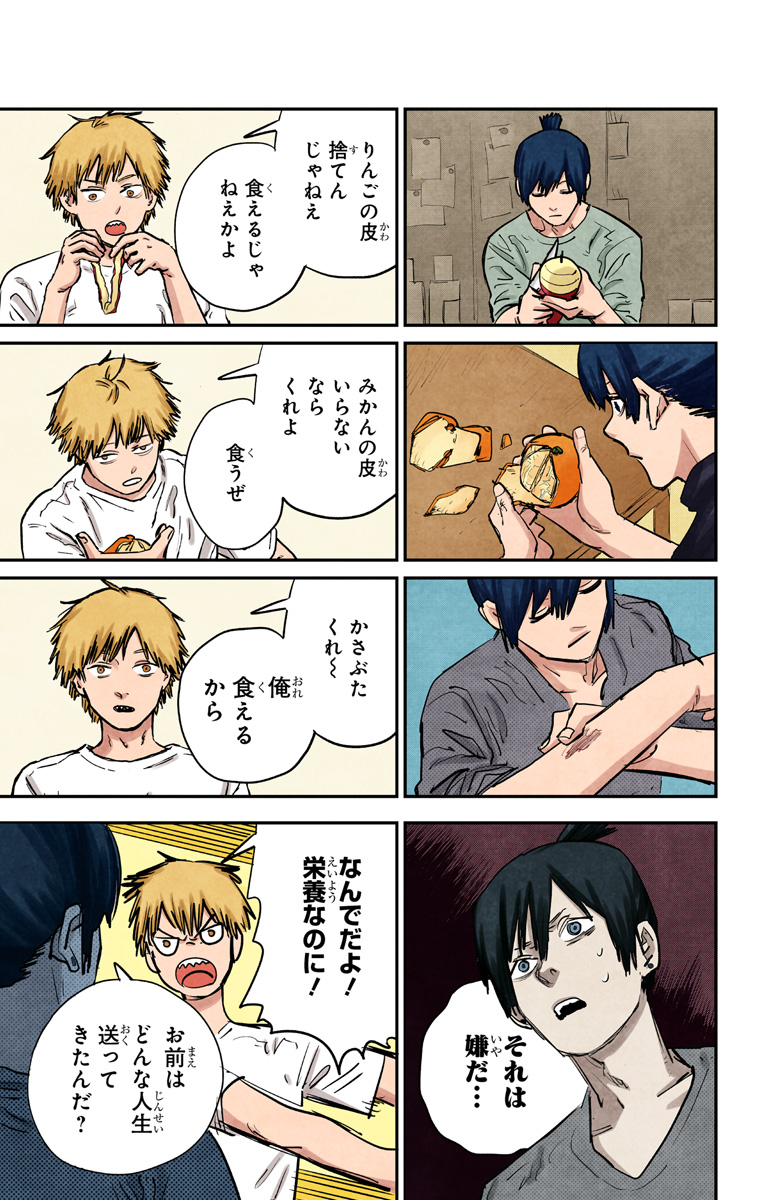 りんごの皮
捨てん
じゃねえ
食えるじゃ
ねえかよ
みかんの皮
いらない
なら
くれよ
食うぜ
かさぶた
くれ～
俺
食える
から
それは
嫌だ…
なんでだよ！
栄養なのに！
お前は
どんな人生
送って
きたんだ？